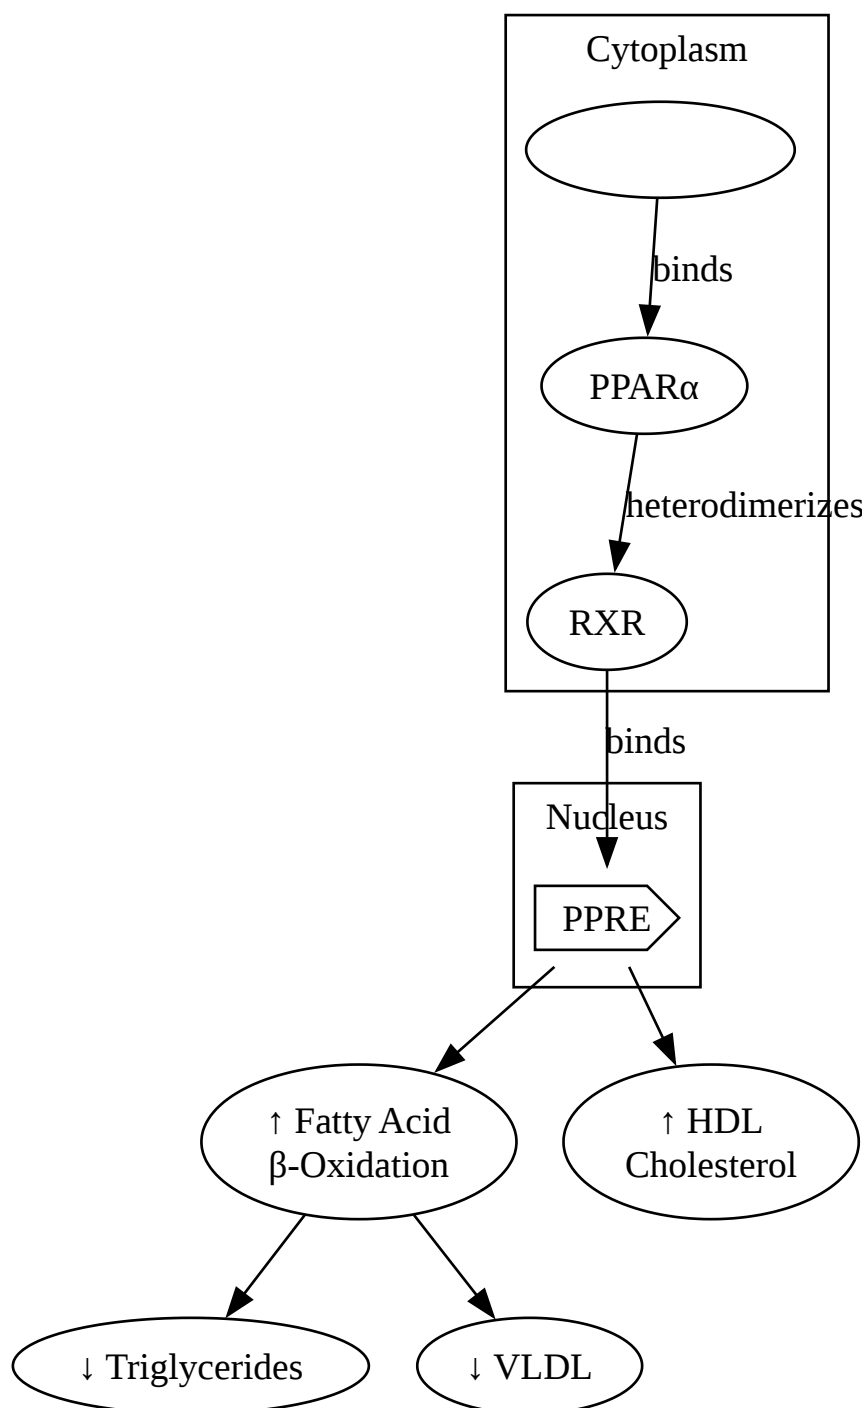 Cytoplasm
binds
PPARα
heterodimerizes
RXR
binds
Nucleus
PPRE
↑ Fatty Acid
β-Oxidation
↑ HDL
Cholesterol
↓ Triglycerides
↓ VLDL